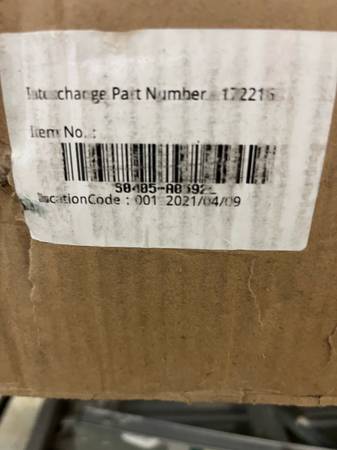 Interchange Part Number 172216
Item No. :
LocationCode : 001 2021/04/09